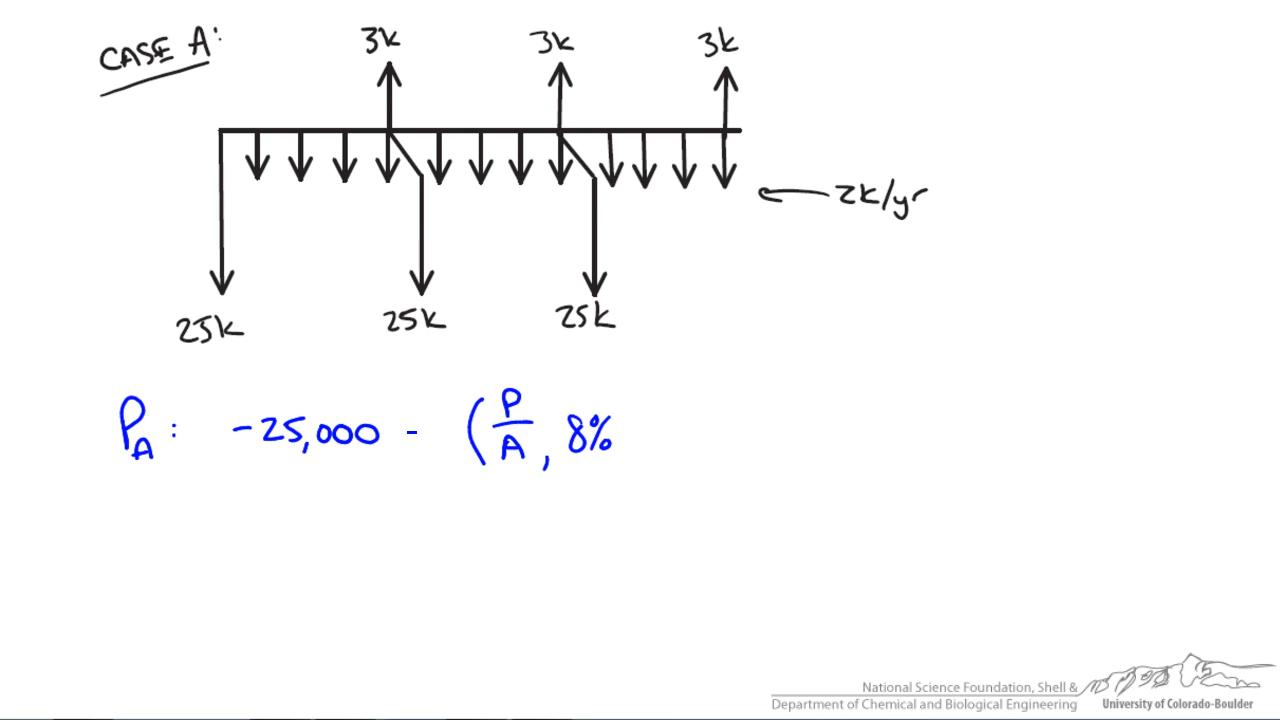 CASE A:
3k 3k 3k
2k/yr
25k 25k 25k
P_A: -25,000 - (P/A, 8%
National Science Foundation, Shell &
Department of Chemical and Biological Engineering
University of Colorado-Boulder